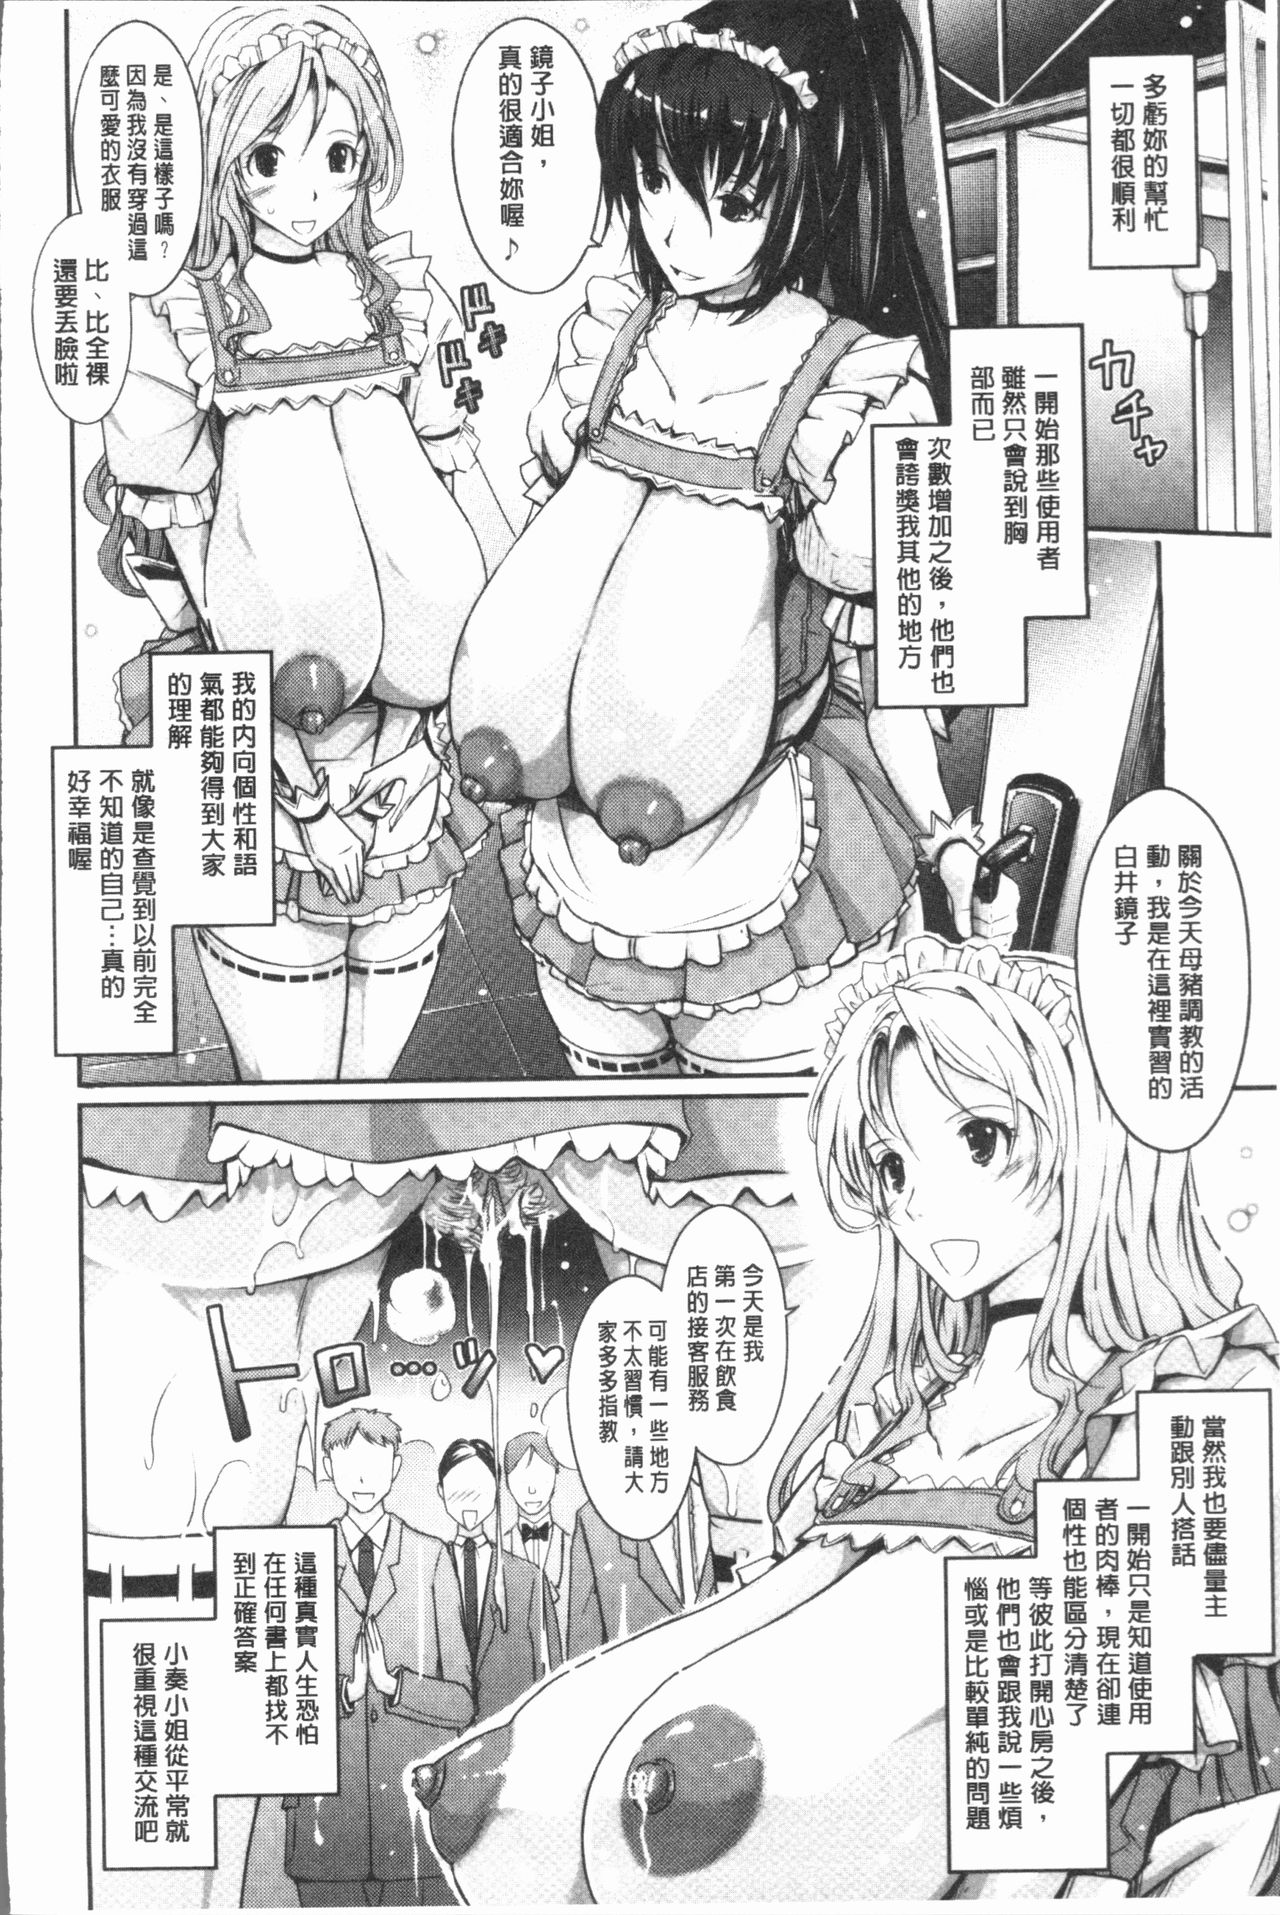 多虧妳的幫忙
一切都很順利
ガチャ
一開始那些使用者
雖然只會說到胸
部而已
次數增加之後，他們也
會誇獎我其他的地方
鏡子小姐，
真的很適合妳喔♪
ドキ
ドキ
是、是這樣子嗎？
因為我沒有穿過這
麼可愛的衣服
比、比全裸
還要丟臉啦
我的內向個性和語
氣都能夠得到大家
的理解
就像是查覺到以前完全
不知道的自己…真的
好幸福喔
關於今天母豬調教的活
動，我是在這裡實習的
白井鏡子
今天是我
第一次在飲食
店的接客服務
可能有一些地方
不太習慣，請大
家多多指教
トロ…ッ♥
當然我也要儘量主
動跟別人搭話
一開始只是知道使用
者的肉棒，現在卻連
個性也能區分清楚了
等彼此打開心房之後，
他們也會跟我說一些煩
惱或是比較單純的問題
這種真實人生恐怕
在任何書上都找不
到正確答案
小奏小姐從平常就
很重視這種交流吧